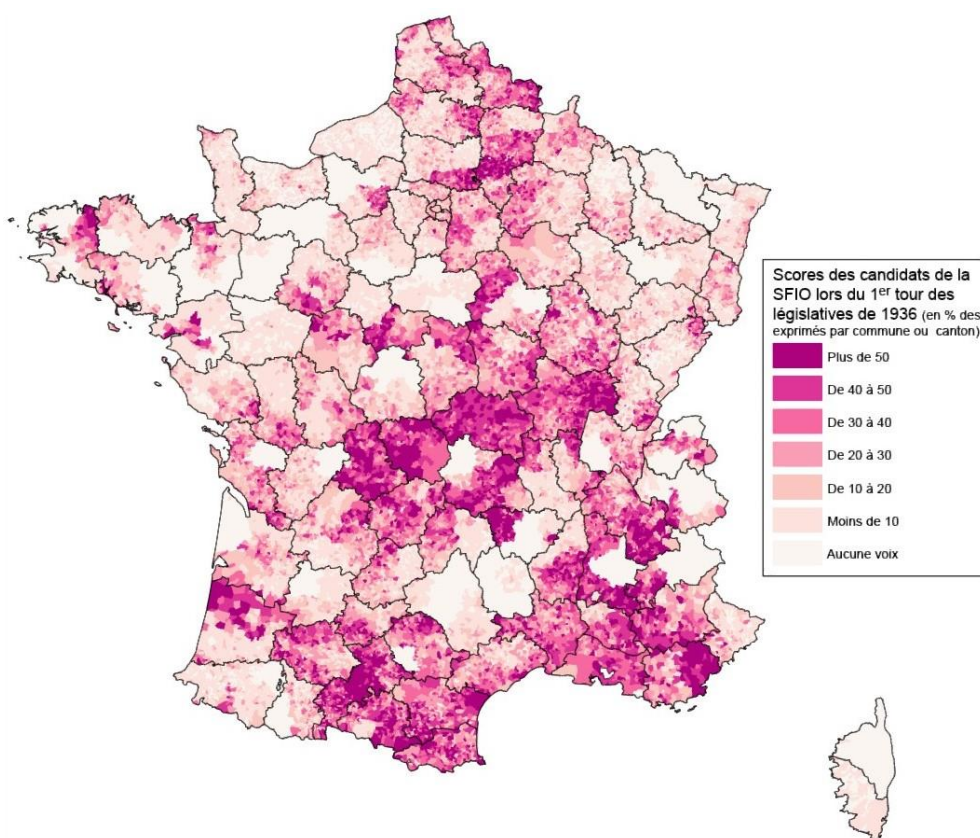 Scores des candidats de la
SFIO lors du 1er tour des
législatives de 1936 (en % des
exprimés par commune ou canton)
Plus de 50
De 40 à 50
De 30 à 40
De 20 à 30
De 10 à 20
Moins de 10
Aucune voix